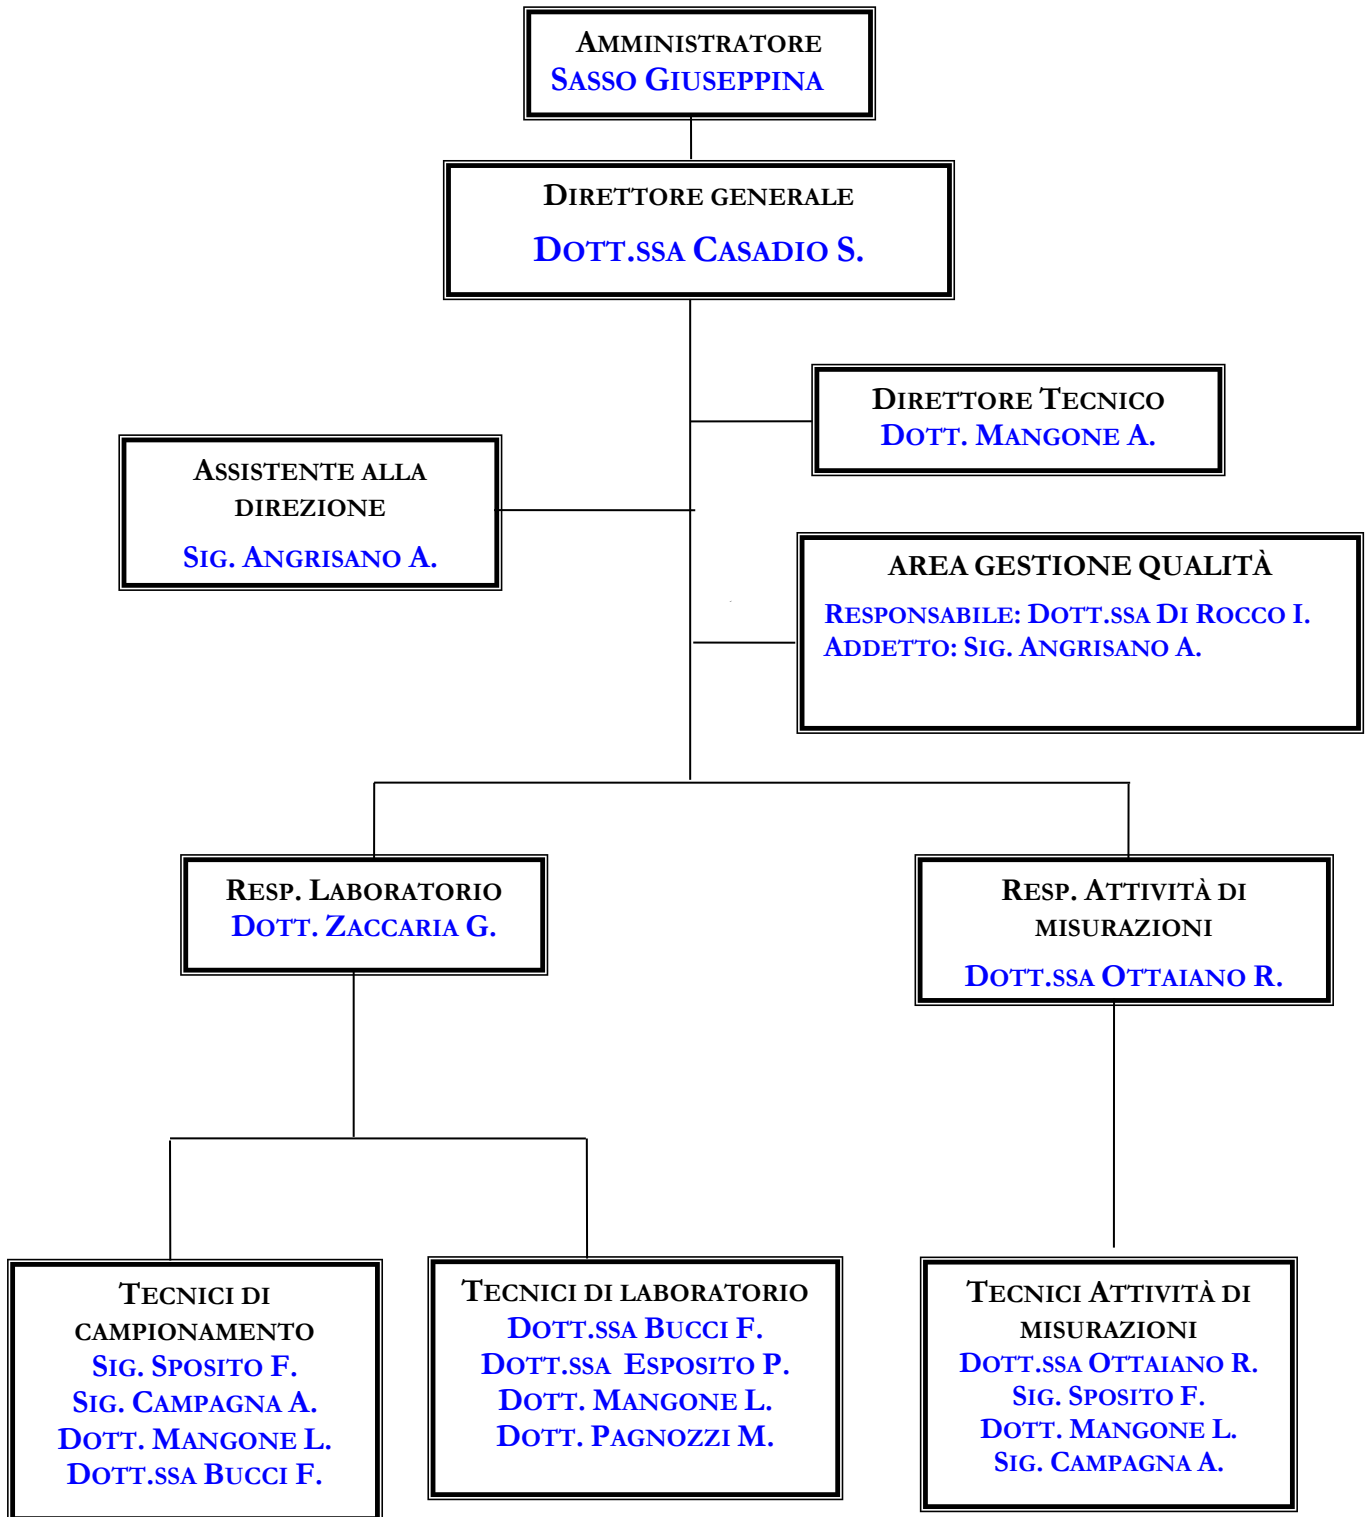 Amministratore
Sasso Giuseppina
Direttore generale
Dott.ssa Casadio S.
Direttore Tecnico
Dott. Mangone A.
Assistente alla
direzione
Sig. Angrisano A.
AREA GESTIONE QUALITÀ
Responsabile: Dott.ssa Di Rocco I.
Addetto: Sig. Angrisano A.
Resp. Laboratorio
Dott. Zaccaria G.
Resp. Attività di
misurazioni
Dott.ssa Ottaiano R.
Tecnici di
campionamento
Sig. Sposito F.
Sig. Campagna A.
Dott. Mangone L.
Dott.ssa Bucci F.
Tecnici di laboratorio
Dott.ssa Bucci F.
Dott.ssa Esposito P.
Dott. Mangone L.
Dott. Pagnozzi M.
Tecnici Attività di
misurazioni
Dott.ssa Ottaiano R.
Sig. Sposito F.
Dott. Mangone L.
Sig. Campagna A.